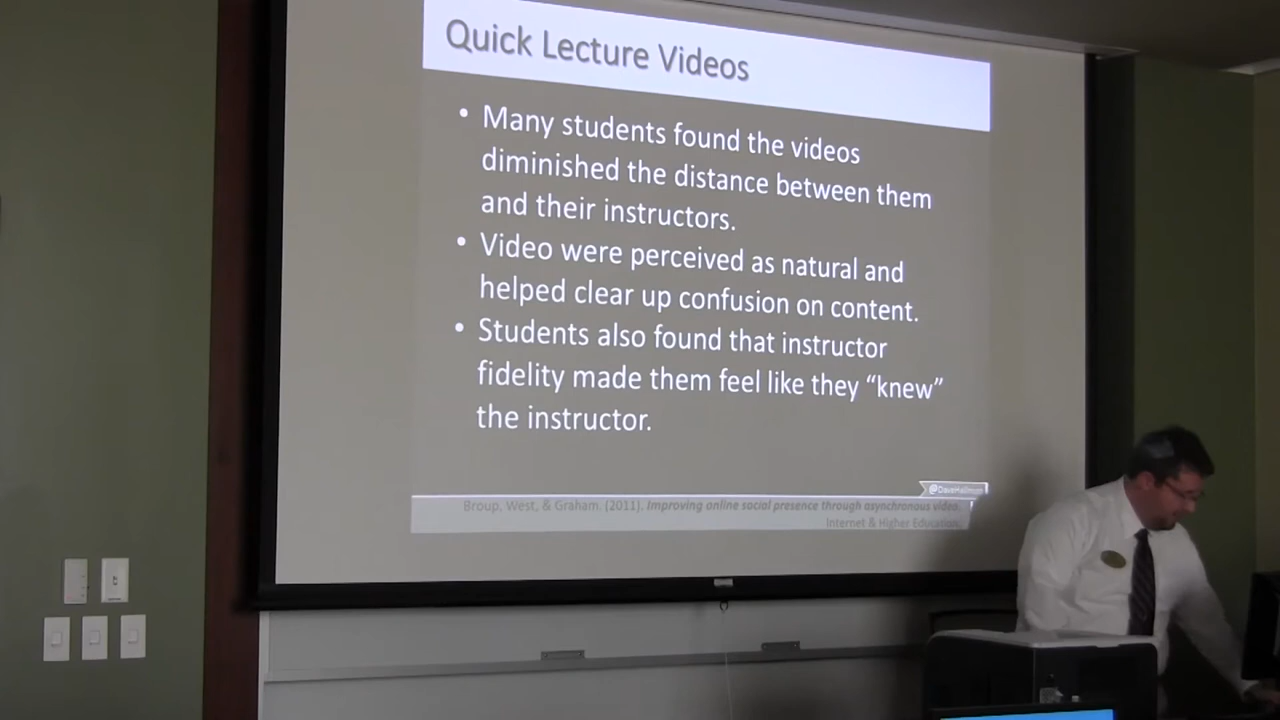 Quick Lecture Videos
• Many students found the videos
diminished the distance between them
and their instructors.
• Video were perceived as natural and
helped clear up confusion on content.
• Students also found that instructor
fidelity made them feel like they “knew”
the instructor.
Broup, West, & Graham. (2011). Improving online social presence through asynchronous video.
Internet & Higher Education.